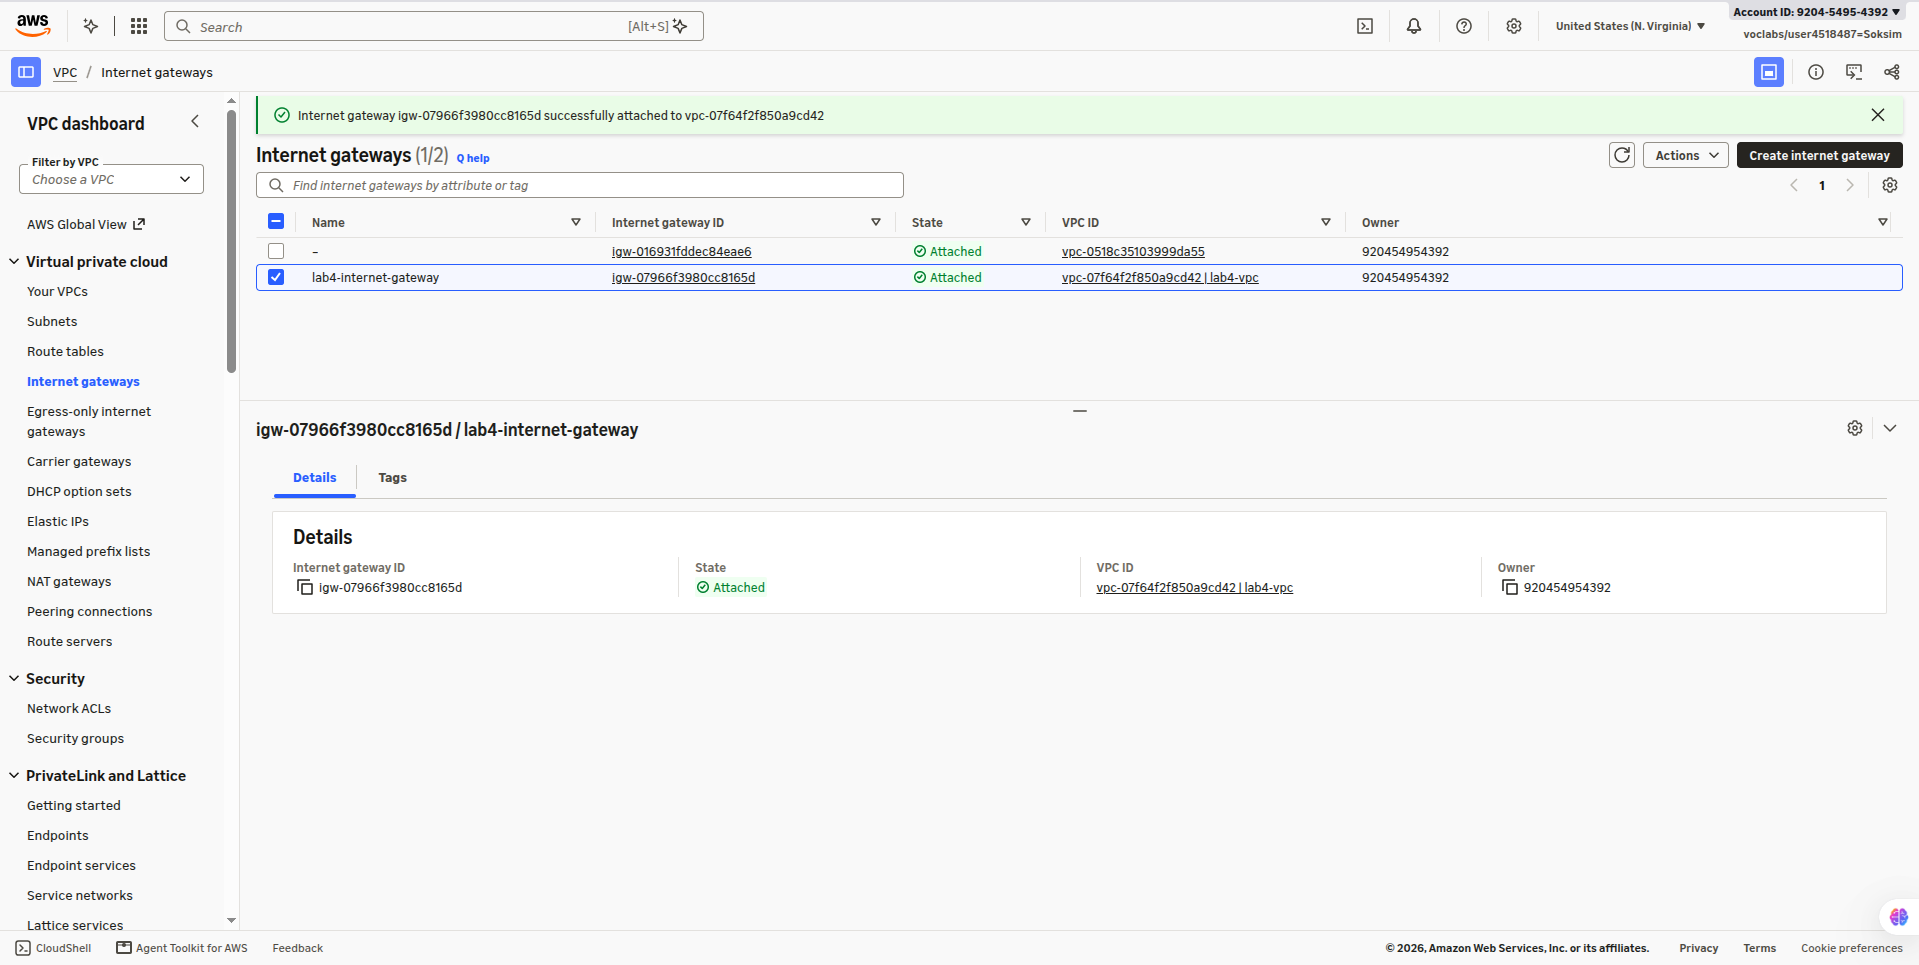 aws
Search [Alt+S]
United States (N. Virginia)
Account ID: 9204-5495-4392
voclabs/user4518487=Soksim
VPC / Internet gateways
VPC dashboard
Filter by VPC
Choose a VPC
AWS Global View
Virtual private cloud
Your VPCs
Subnets
Route tables
Internet gateways
Egress-only internet
gateways
Carrier gateways
DHCP option sets
Elastic IPs
Managed prefix lists
NAT gateways
Peering connections
Route servers
Security
Network ACLs
Security groups
PrivateLink and Lattice
Getting started
Endpoints
Endpoint services
Service networks
Lattice services
Internet gateway igw-07966f3980cc8165d successfully attached to vpc-07f64f2f850a9cd42
Internet gateways (1/2) Q help
Actions
Create internet gateway
Find internet gateways by attribute or tag
1
Name Internet gateway ID State VPC ID Owner
– igw-016931fddec84eae6 Attached vpc-0518c35103999da55 920454954392
lab4-internet-gateway igw-07966f3980cc8165d Attached vpc-07f64f2f850a9cd42 | lab4-vpc 920454954392
igw-07966f3980cc8165d / lab4-internet-gateway
Details Tags
Details
Internet gateway ID State VPC ID Owner
igw-07966f3980cc8165d Attached vpc-07f64f2f850a9cd42 | lab4-vpc 920454954392
CloudShell Agent Toolkit for AWS Feedback
© 2026, Amazon Web Services, Inc. or its affiliates. Privacy Terms Cookie preferences